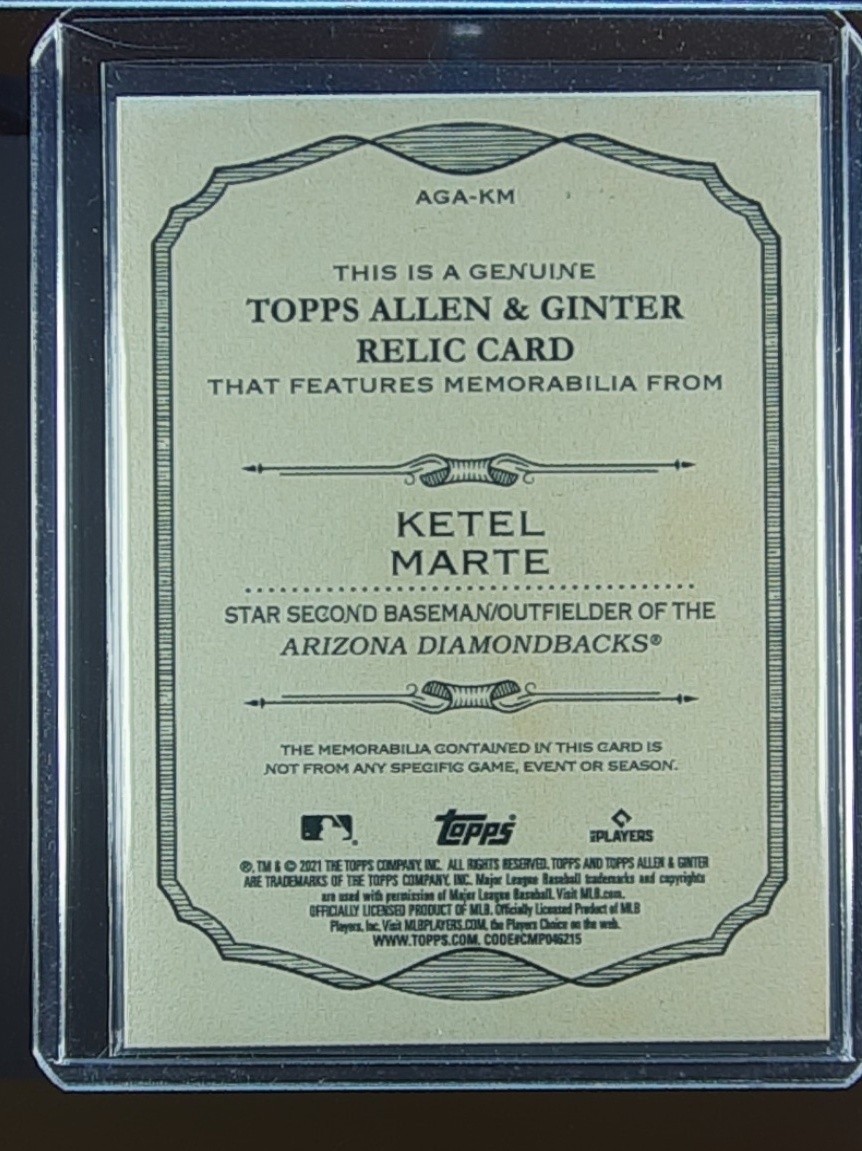 AGA-KM
THIS IS A GENUINE
TOPPS ALLEN & GINTER
RELIC CARD
THAT FEATURES MEMORABILIA FROM
KETEL
MARTE
STAR SECOND BASEMAN/OUTFIELDER OF THE
ARIZONA DIAMONDBACKS®
THE MEMORABILIA CONTAINED IN THIS CARD IS
NOT FROM ANY SPECIFIC GAME, EVENT OR SEASON.
Topps PLAYERS
®, TM & © 2021 THE TOPPS COMPANY, INC. ALL RIGHTS RESERVED. TOPPS AND TOPPS ALLEN & GINTER
ARE TRADEMARKS OF THE TOPPS COMPANY, INC. Major League Baseball trademarks and copyrights
are used with permission of Major League Baseball. Visit MLB.com.
OFFICIALLY LICENSED PRODUCT OF MLB. Officially Licensed Product of MLB
Players, Inc. Visit MLBPLAYERS.COM, the Players Choice on the web.
WWW.TOPPS.COM. CODE#CMP046215